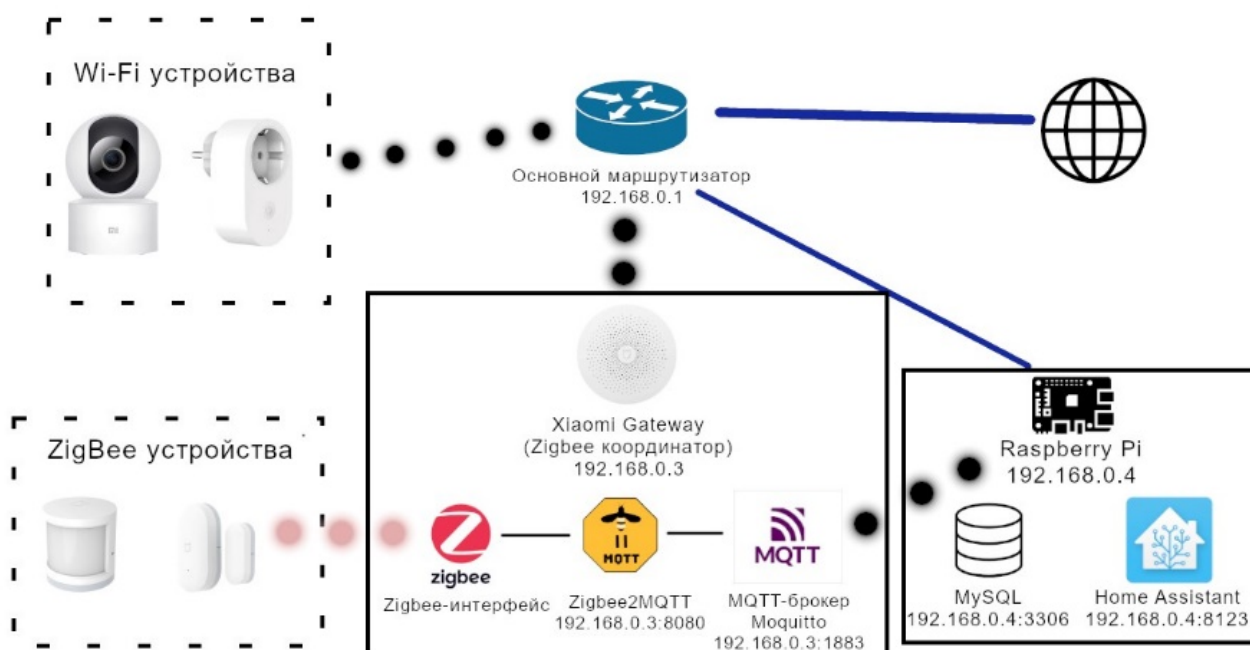 Wi-Fi устройства
Основной маршрутизатор
192.168.0.1
Xiaomi Gateway
(Zigbee координатор)
192.168.0.3
ZigBee устройства
zigbee
Zigbee-интерфейс
MQTT
Zigbee2MQTT
192.168.0.3:8080
MQTT
MQTT-брокер
Moquitto
192.168.0.3:1883
Raspberry Pi
192.168.0.4
MySQL
192.168.0.4:3306
Home Assistant
192.168.0.4:8123